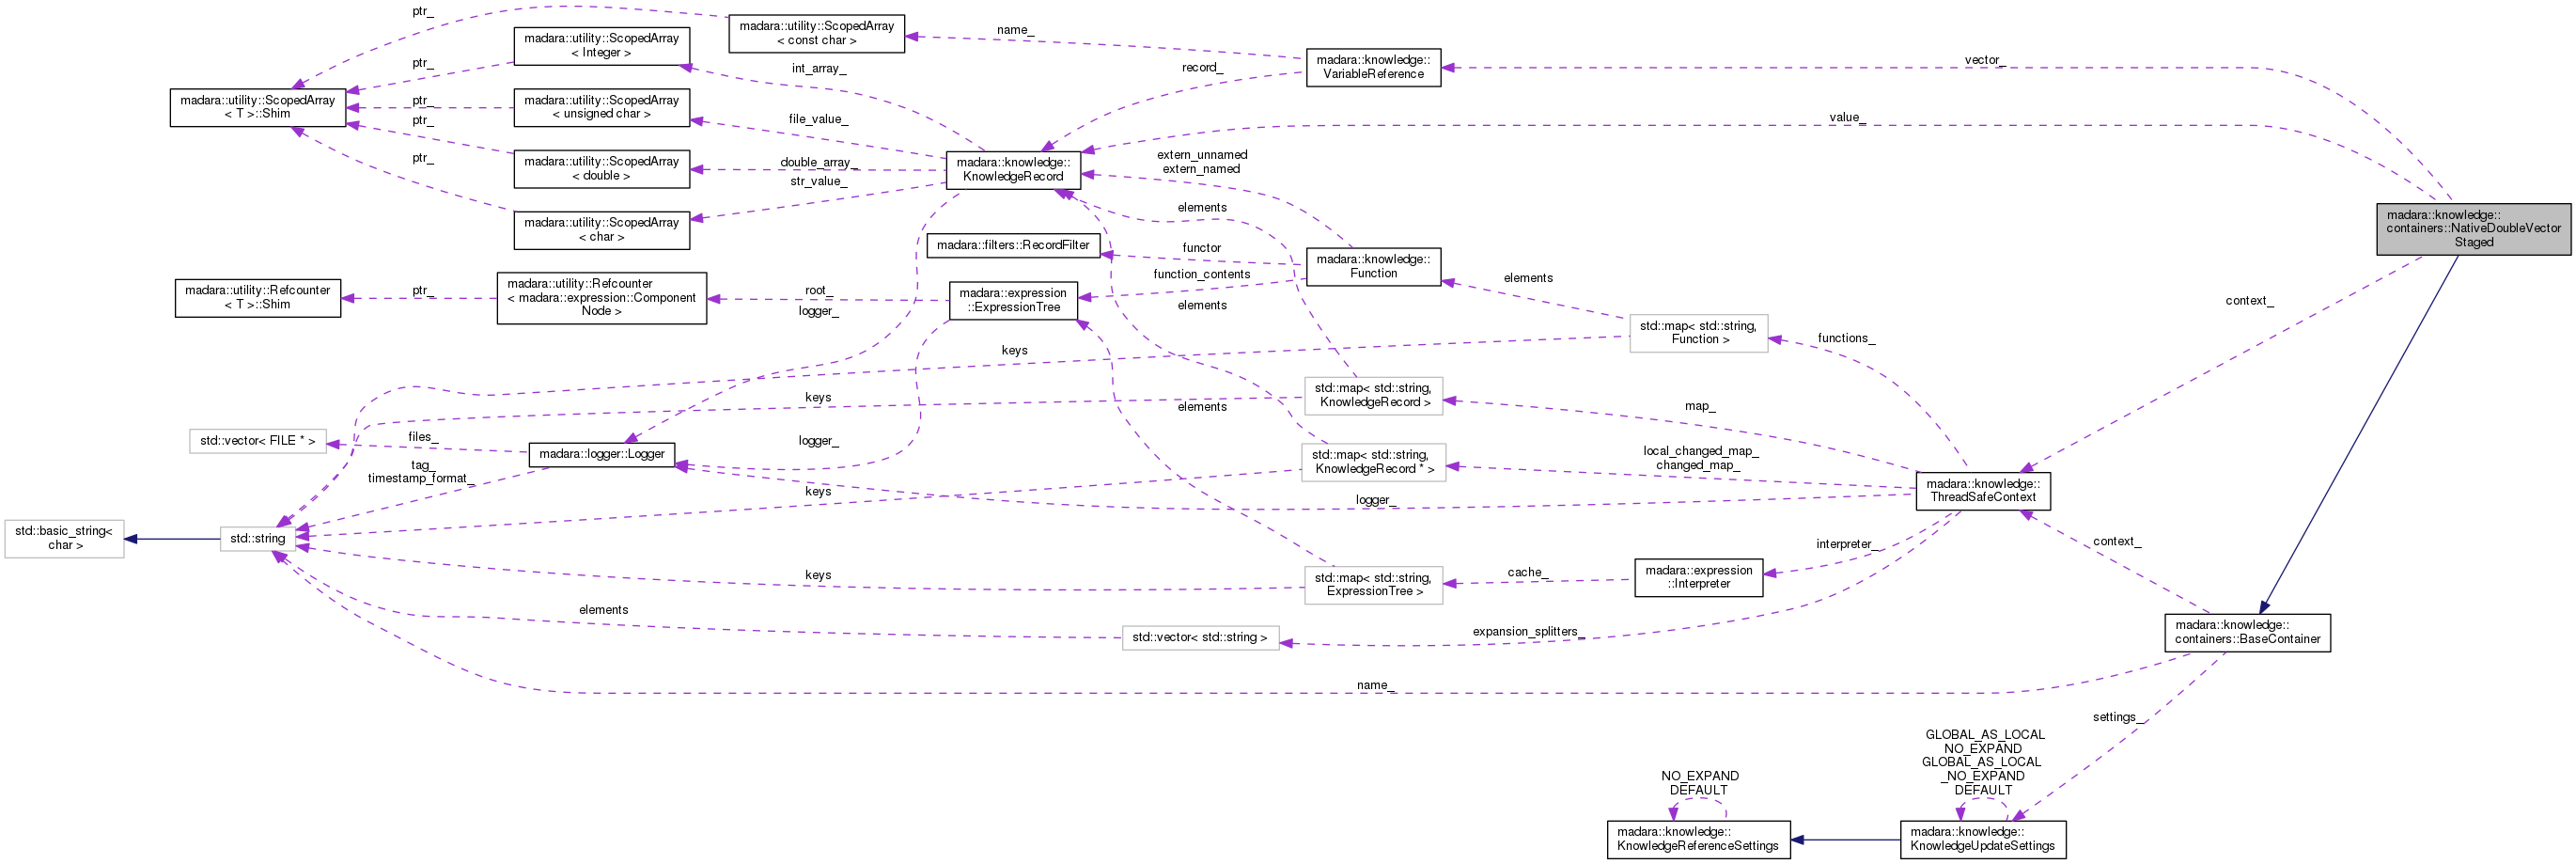 ptr_
madara::utility::ScopedArray
< const char >
name_
madara::utility::ScopedArray
< Integer >
ptr_
int_array_
record_
madara::knowledge::
VariableReference
vector_
madara::utility::ScopedArray
< T >::Shim
ptr_
madara::utility::ScopedArray
< unsigned char >
file_value_
value_
ptr_
madara::utility::ScopedArray
< double >
double_array_
madara::knowledge::
KnowledgeRecord
extern_unnamed
extern_named
ptr_
str_value_
madara::utility::ScopedArray
< char >
elements
madara::knowledge::
containers::NativeDoubleVector
Staged
madara::filters::RecordFilter
functor
madara::knowledge::
Function
function_contents
elements
madara::utility::Refcounter
< T >::Shim
ptr_
madara::utility::Refcounter
< madara::expression::Component
Node >
root_
logger_
madara::expression
::ExpressionTree
elements
context_
std::map< std::string,
Function >
functions_
keys
keys
std::map< std::string,
KnowledgeRecord >
map_
elements
std::vector< FILE * >
files_
madara::logger::Logger
logger_
std::map< std::string,
KnowledgeRecord * >
local_changed_map_
changed_map_
tag_
timestamp_format_
keys
logger_
madara::knowledge::
ThreadSafeContext
std::basic_string<
char >
std::string
interpreter_
context_
keys
std::map< std::string,
ExpressionTree >
cache_
madara::expression
::Interpreter
elements
std::vector< std::string >
expansion_splitters_
madara::knowledge::
containers::BaseContainer
name_
settings_
GLOBAL_AS_LOCAL
NO_EXPAND
GLOBAL_AS_LOCAL
_NO_EXPAND
DEFAULT
NO_EXPAND
DEFAULT
madara::knowledge::
KnowledgeReferenceSettings
madara::knowledge::
KnowledgeUpdateSettings